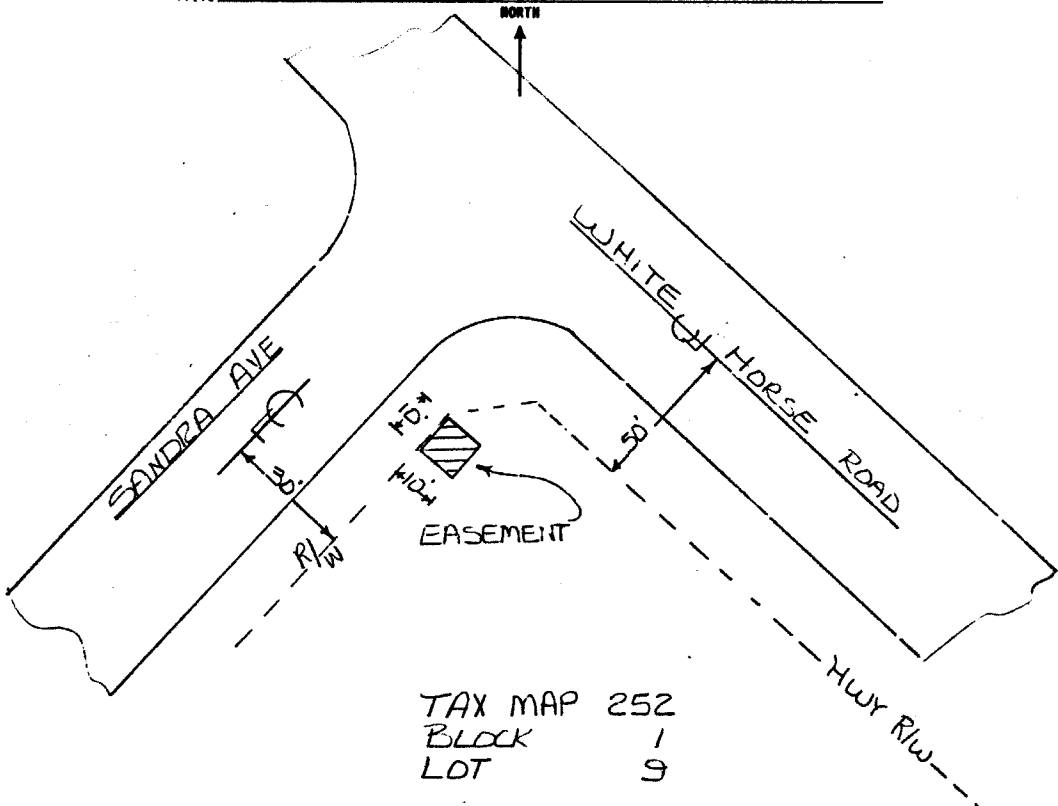 NORTH
WHITE HORSE ROAD
SANDRA AVE
10'
10'
30'
50'
R/W
EASEMENT
HWY R/W
TAX MAP 252
BLOCK 1
LOT 9